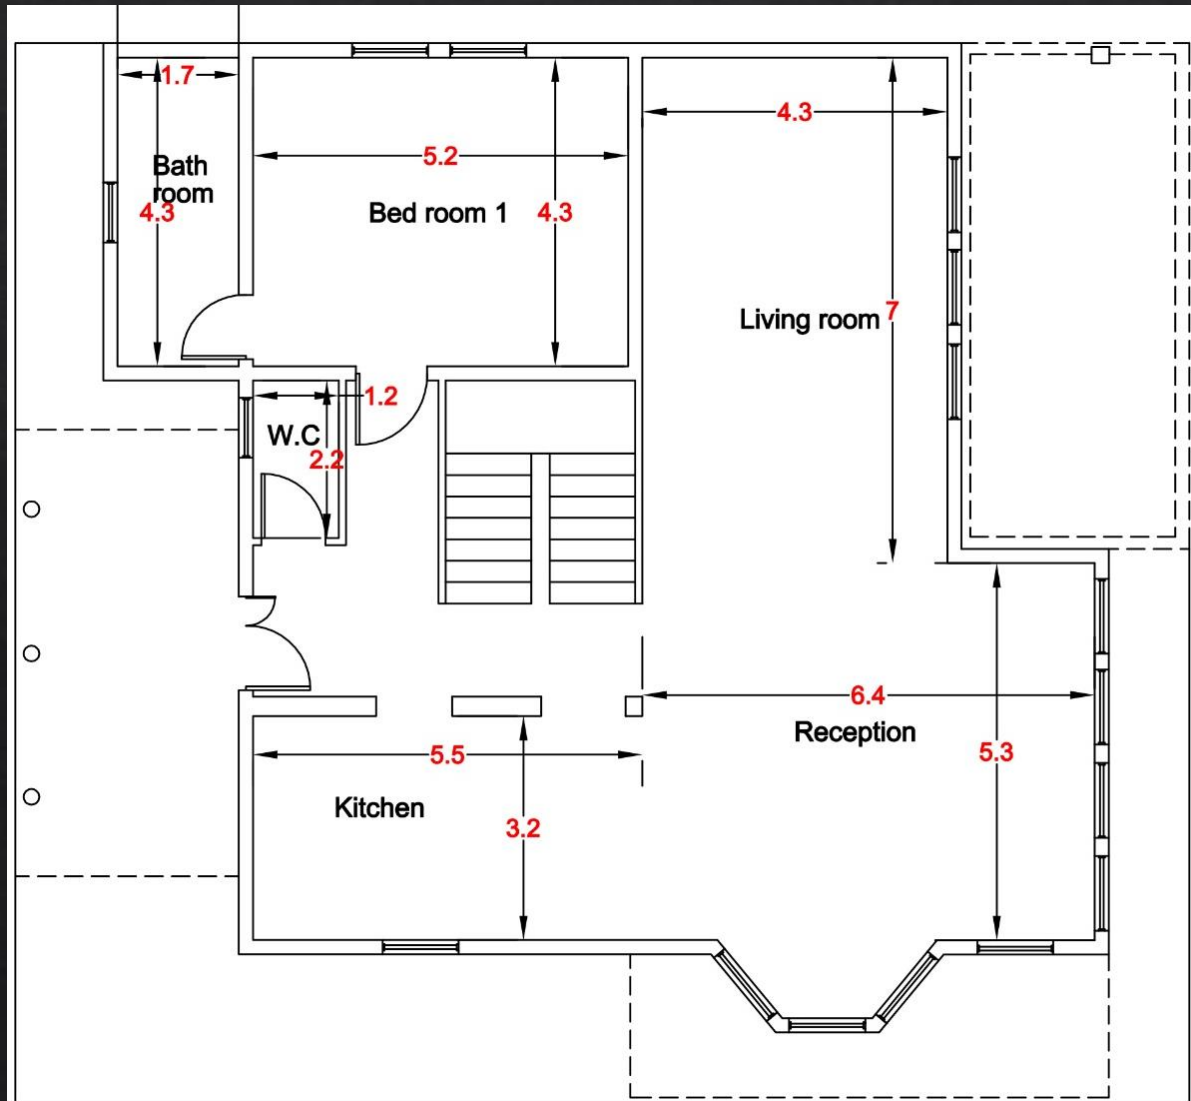 1.7
4.3
5.2
Bath
room
4.3
Bed room 1
4.3
Living room
7
1.2
W.C
2.2
6.4
Reception
5.5
5.3
Kitchen
3.2